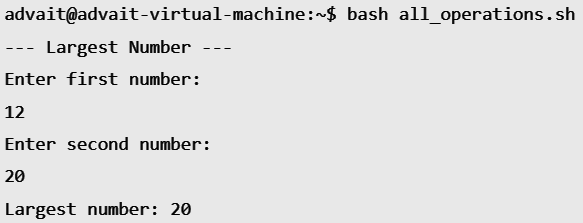 advait@advait-virtual-machine:~$ bash all_operations.sh
--- Largest Number ---
Enter first number:
12
Enter second number:
20
Largest number: 20